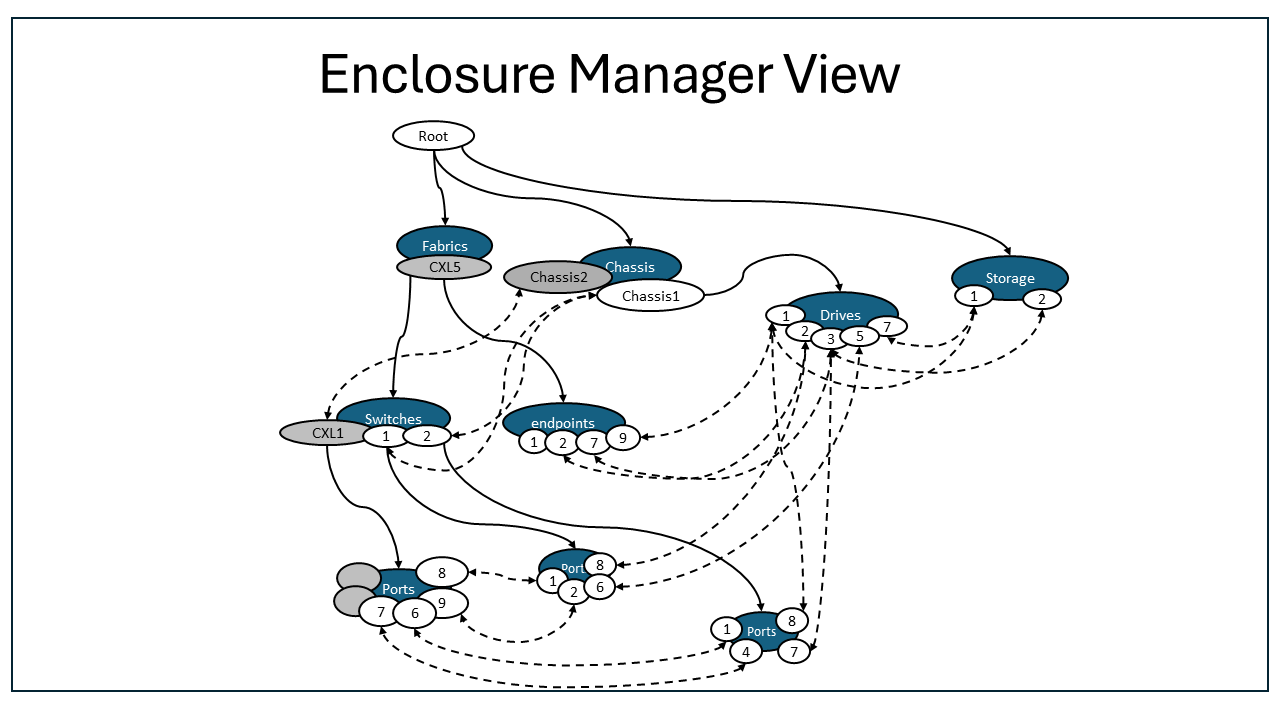 Enclosure Manager View
Root
Fabrics
CXL5
Chassis
Chassis2
Chassis1
Storage
1
2
Drives
1
2
3
5
7
Switches
CXL1
1
2
endpoints
1
2
7
9
Ports
8
9
7
6
Port
8
1
2
6
Ports
8
1
4
7